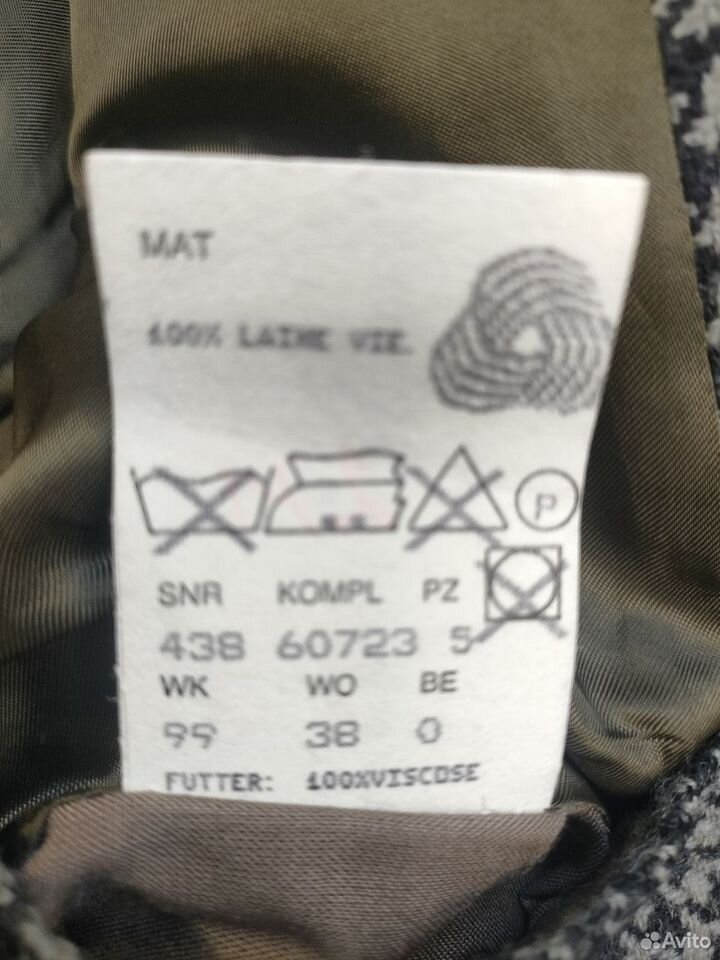 MAT
100% LAINE VIE.
P
SNR KOMPL PZ
438 60723 5
WK WO BE
99 38 0
FUTTER: 100%VISCOSE
Avito